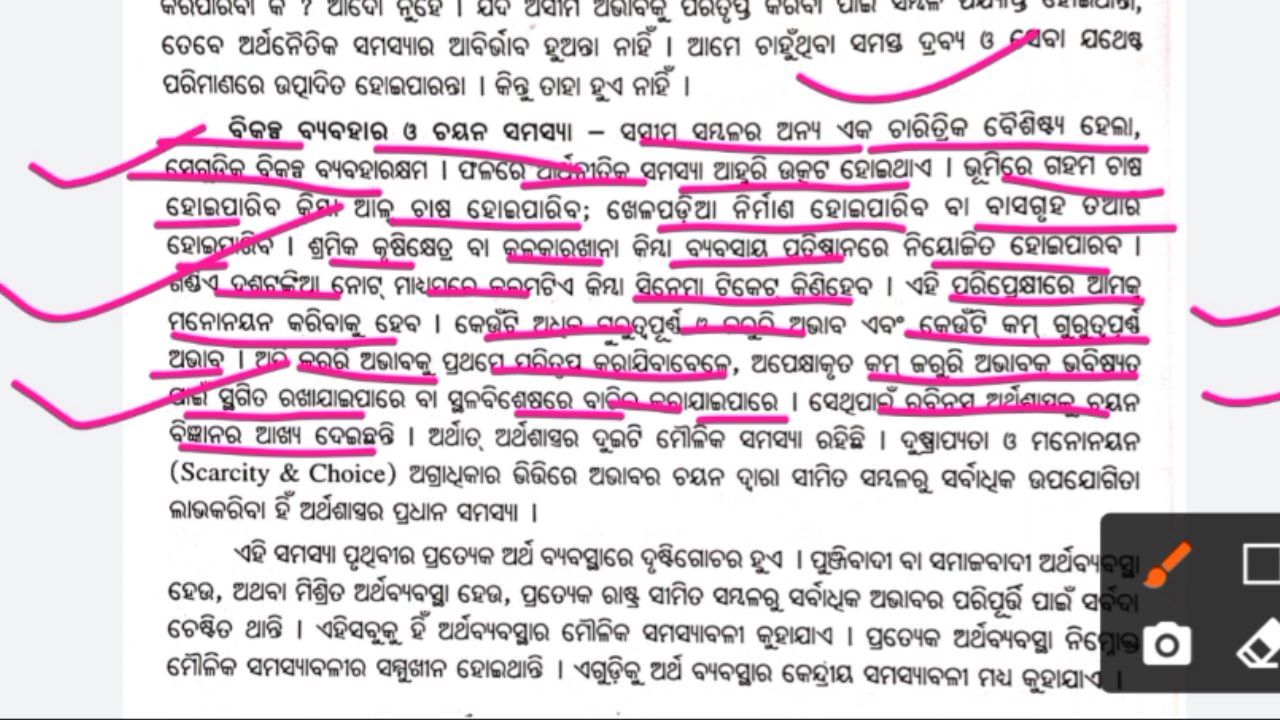 କରିପାରିବା କି ? ଆଦୌ ନୁହେଁ । ଯଦି ଅସୀମ ଅଭାବକୁ ପରିତୃପ୍ତ କରିବା ପାଇଁ ସମ୍ବଳ ପର୍ଯ୍ୟାପ୍ତ ହୋଇଥାନ୍ତା,
ତେବେ ଅର୍ଥନୈତିକ ସମସ୍ୟାର ଆବିର୍ଭାବ ହୁଅନ୍ତା ନାହିଁ । ଆମେ ଚାହୁଁଥିବା ସମସ୍ତ ଦ୍ରବ୍ୟ ଓ ସେବା ଯଥେଷ୍ଟ
ପରିମାଣରେ ଉତ୍ପାଦିତ ହୋଇପାରନ୍ତା । କିନ୍ତୁ ତାହା ହୁଏ ନାହିଁ ।
ବିକଳ୍ପ ବ୍ୟବହାର ଓ ଚୟନ ସମସ୍ୟା – ସସୀମ ସମ୍ବଳର ଅନ୍ୟ ଏକ ଚାରିତ୍ରିକ ବୈଶିଷ୍ଟ୍ୟ ହେଲା,
ସେଗୁଡ଼ିକ ବିକଳ୍ପ ବ୍ୟବହାରକ୍ଷମ । ଫଳରେ ଆର୍ଥନୀତିକ ସମସ୍ୟା ଆହୁରି ଉତ୍କଟ ହୋଇଥାଏ । ଭୂମିରେ ଗହମ ଚାଷ
ହୋଇପାରିବ କିମ୍ବା ଆଳୁ ଚାଷ ହୋଇପାରିବ; ଖେଳପଡ଼ିଆ ନିର୍ମାଣ ହୋଇପାରିବ ବା ବାସଗୃହ ତିଆରି
ହୋଇପାରିବ । ଶ୍ରମିକ କୃଷିକ୍ଷେତ୍ର ବା କଳକାରଖାନା କିମ୍ବା ବ୍ୟବସାୟ ପ୍ରତିଷ୍ଠାନରେ ନିୟୋଜିତ ହୋଇପାରିବ ।
ଗଣ୍ଡିଏ ଦଶଟଙ୍କିଆ ନୋଟ୍ ମାଧ୍ୟମରେ କଲମଟିଏ କିମ୍ବା ସିନେମା ଟିକେଟ୍ କିଣିହେବ । ଏହି ପରିପ୍ରେକ୍ଷୀରେ ଆମକୁ
ମନୋନୟନ କରିବାକୁ ହେବ । କେଉଁଟି ଅଧିକ ଗୁରୁତ୍ୱପୂର୍ଣ୍ଣ ଓ ଜରୁରି ଅଭାବ ଏବଂ କେଉଁଟି କମ୍ ଗୁରୁତ୍ୱପୂର୍ଣ୍ଣ
ଅଭାବ । ଅତି ଜରୁରି ଅଭାବକୁ ପ୍ରଥମେ ପରିତୃପ୍ତ କରାଯିବାବେଳେ, ଅପେକ୍ଷାକୃତ କମ୍ ଜରୁରି ଅଭାବକୁ ଭବିଷ୍ୟତ
ପାଇଁ ସ୍ଥଗିତ ରଖାଯାଇପାରେ ବା ସ୍ଥଳବିଶେଷରେ ବାତିଲ କରାଯାଇପାରେ । ସେଥିପାଇଁ ରବିନସ୍ ଅର୍ଥଶାସ୍ତ୍ରକୁ ଚୟନ
ବିଜ୍ଞାନର ଆଖ୍ୟା ଦେଇଛନ୍ତି । ଅର୍ଥାତ୍ ଅର୍ଥଶାସ୍ତ୍ରର ଦୁଇଟି ମୌଳିକ ସମସ୍ୟା ରହିଛି । ଦୁଷ୍ପ୍ରାପ୍ୟତା ଓ ମନୋନୟନ
(Scarcity & Choice) ଅଗ୍ରାଧିକାର ଭିତ୍ତିରେ ଅଭାବର ଚୟନ ଦ୍ୱାରା ସୀମିତ ସମ୍ବଳରୁ ସର୍ବାଧିକ ଉପଯୋଗିତା
ଲାଭକରିବା ହିଁ ଅର୍ଥଶାସ୍ତ୍ରର ପ୍ରଧାନ ସମସ୍ୟା ।
ଏହି ସମସ୍ୟା ପୃଥିବୀର ପ୍ରତ୍ୟେକ ଅର୍ଥ ବ୍ୟବସ୍ଥାରେ ଦୃଷ୍ଟିଗୋଚର ହୁଏ । ପୁଞ୍ଜିବାଦୀ ବା ସମାଜବାଦୀ ଅର୍ଥବ୍ୟବସ୍ଥା
ହେଉ, ଅଥବା ମିଶ୍ରିତ ଅର୍ଥବ୍ୟବସ୍ଥା ହେଉ, ପ୍ରତ୍ୟେକ ରାଷ୍ଟ୍ର ସୀମିତ ସମ୍ବଳରୁ ସର୍ବାଧିକ ଅଭାବର ପରିପୂର୍ତ୍ତି ପାଇଁ ସର୍ବଦା
ଚେଷ୍ଟିତ ଥାନ୍ତି । ଏହିସବୁକୁ ହିଁ ଅର୍ଥବ୍ୟବସ୍ଥାର ମୌଳିକ ସମସ୍ୟାବଳୀ କୁହାଯାଏ । ପ୍ରତ୍ୟେକ ଅର୍ଥବ୍ୟବସ୍ଥା ନିମ୍ନୋକ୍ତ
ମୌଳିକ ସମସ୍ୟାବଳୀର ସମ୍ମୁଖୀନ ହୋଇଥାନ୍ତି । ଏଗୁଡ଼ିକୁ ଅର୍ଥ ବ୍ୟବସ୍ଥାର କେନ୍ଦ୍ରୀୟ ସମସ୍ୟାବଳୀ ମଧ୍ୟ କୁହାଯାଏ ।